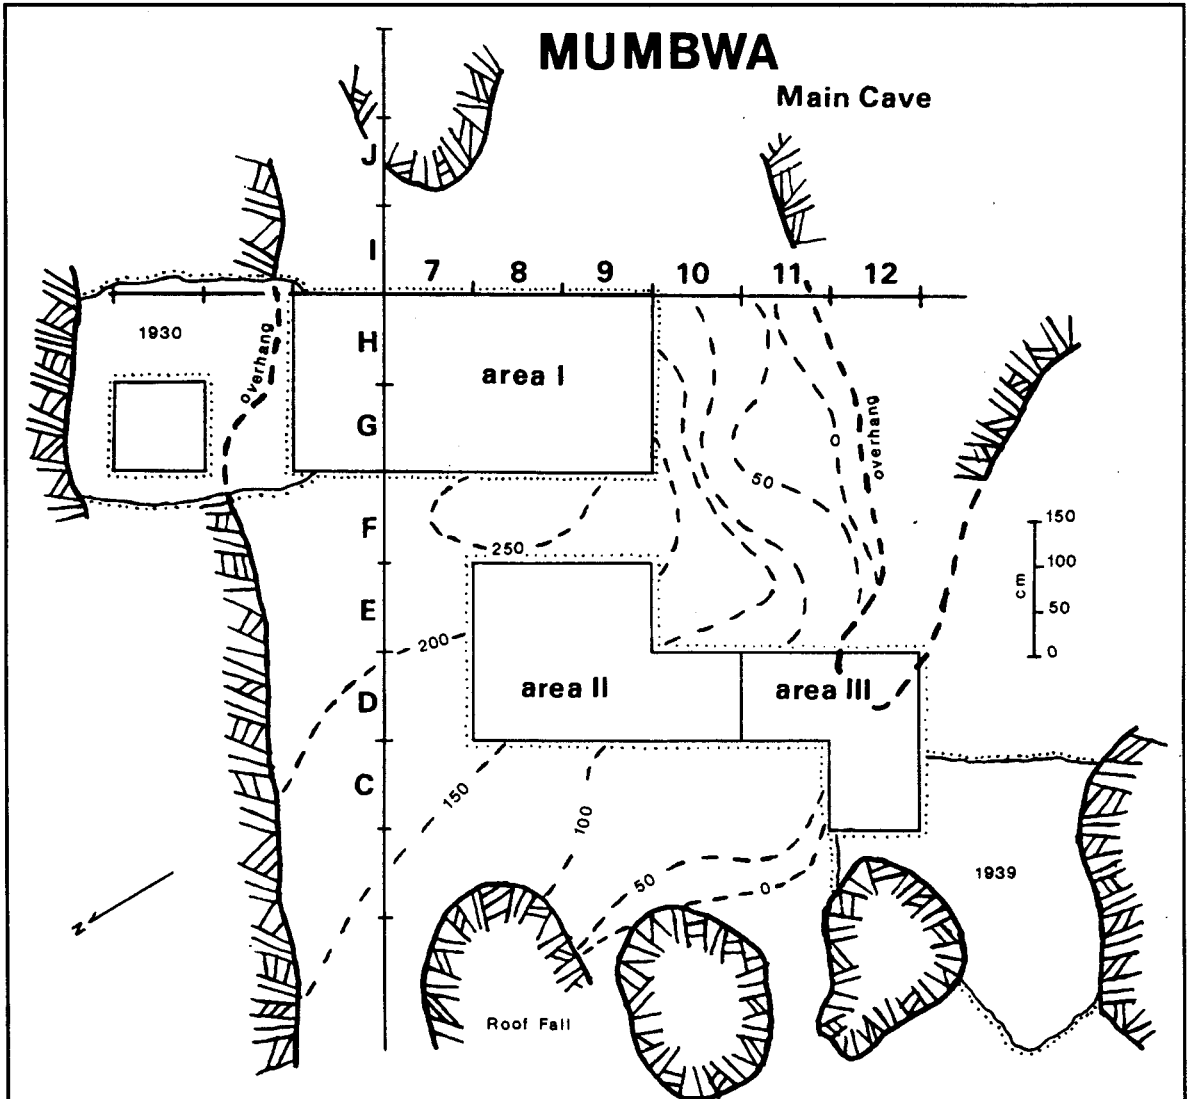 MUMBWA
Main Cave
J
I
7 8 9 10 11 12
1930
overhang
H
area I
G
0
overhang
50
F
250
150
100
50
0
cm
E
200
area II
area III
D
C
150
100
50
0
1939
N
Roof Fall